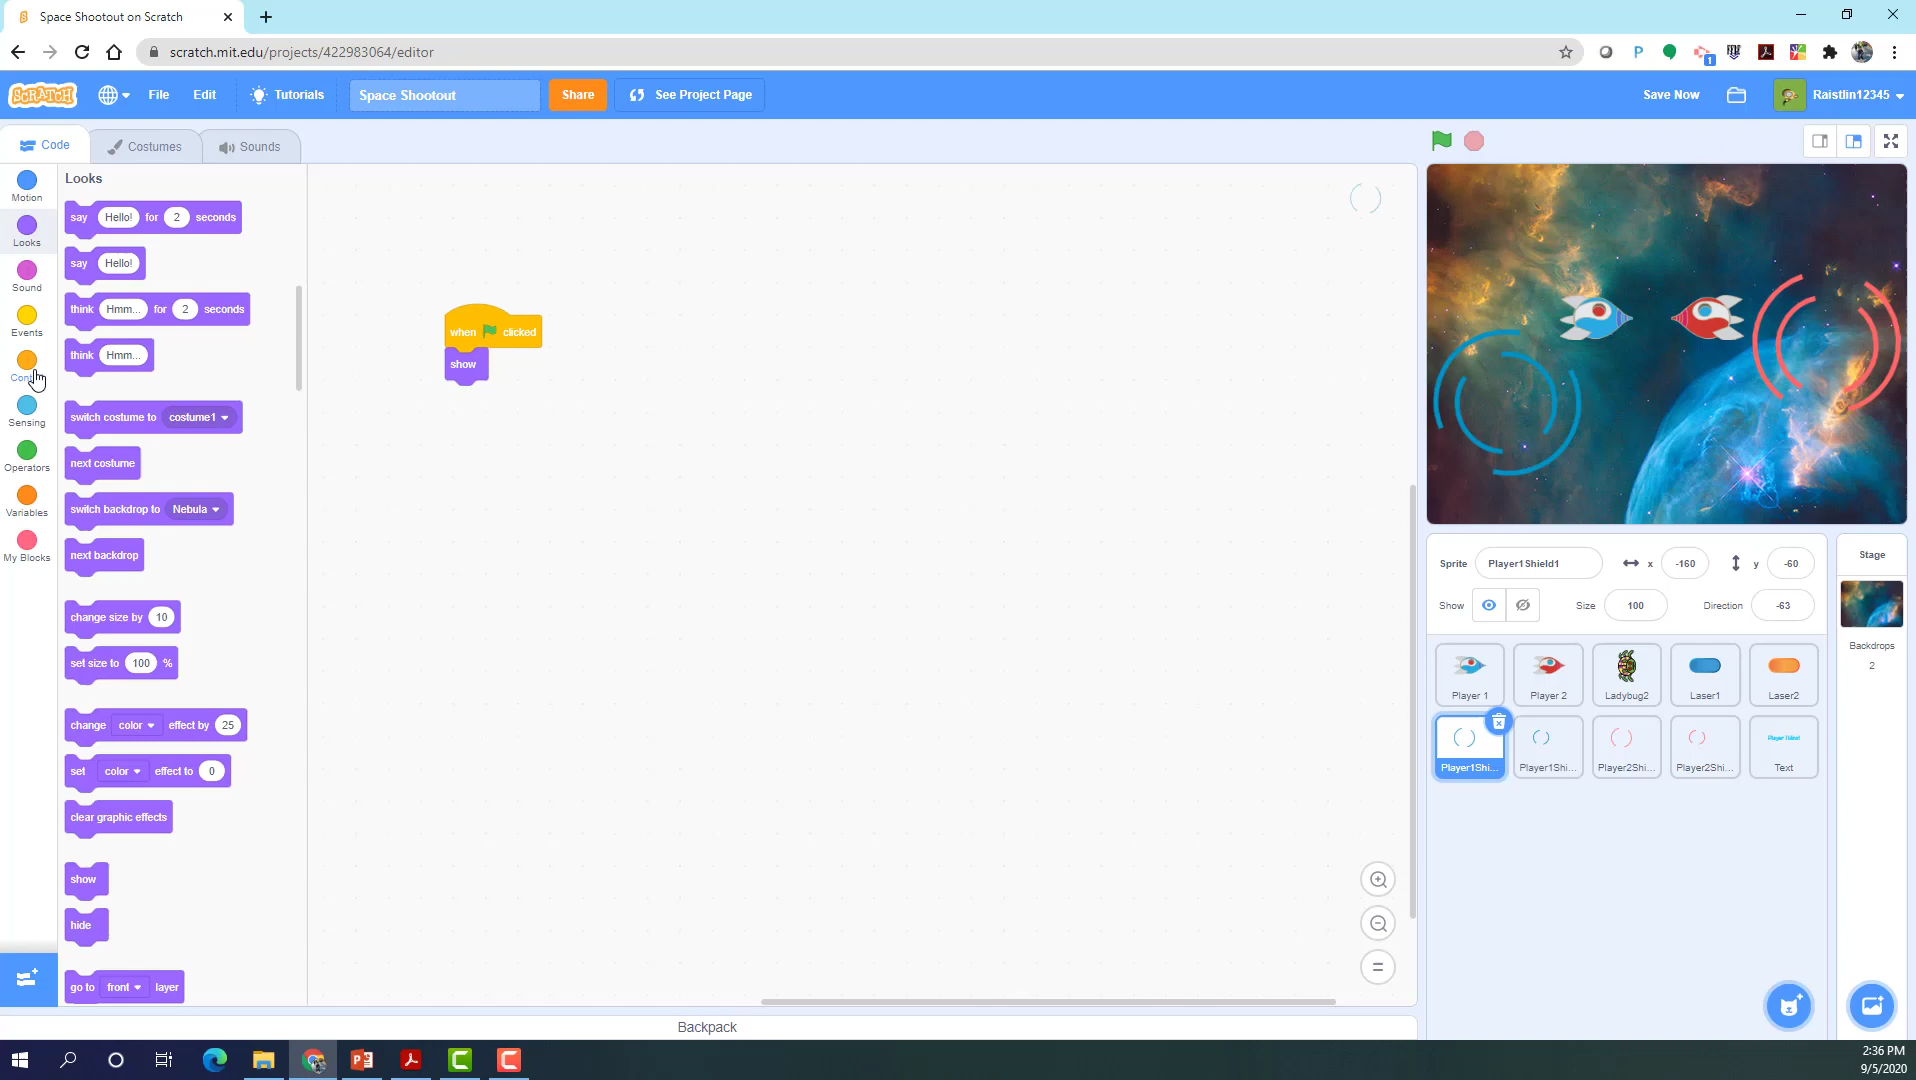 Space Shootout on Scratch
scratch.mit.edu/projects/422983064/editor
SCRATCH
File
Edit
Tutorials
Space Shootout
Share
See Project Page
Save Now
Raistlin12345
Code
Costumes
Sounds
Motion
Looks
Sound
Events
Sensing
Operators
Variables
My Blocks
Looks
say Hello! for 2 seconds
say Hello!
think Hmm... for 2 seconds
think Hmm...
switch costume to costume1
next costume
switch backdrop to Nebula
next backdrop
change size by 10
set size to 100 %
change color effect by 25
set color effect to 0
clear graphic effects
show
hide
go to front layer
when clicked
show
Backpack
Sprite Player1Shield1 x -160 y -60
Show Size 100 Direction -63
Player 1
Player 2
Ladybug2
Laser1
Laser2
Player1Shi...
Player1Shi...
Player2Shi...
Player2Shi...
Text
Stage
Backdrops
2
2:36 PM
9/5/2020